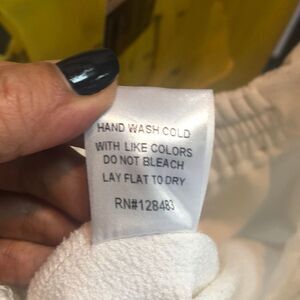 HAND WASH COLD
WITH LIKE COLORS
DO NOT BLEACH
LAY FLAT TO DRY
RN#128483